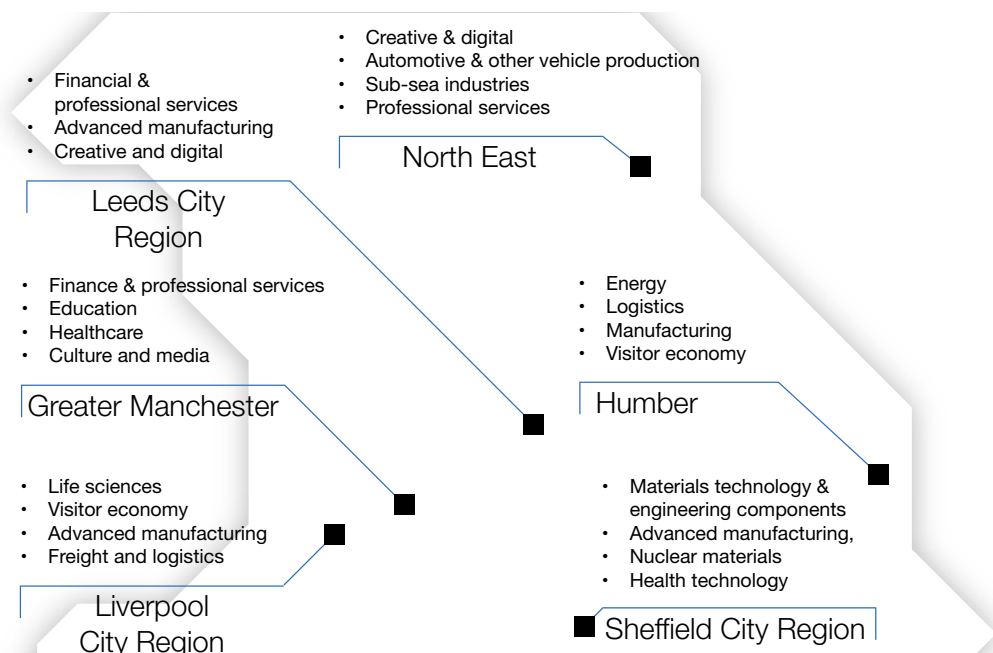 • Creative & digital
• Automotive & other vehicle production
• Sub-sea industries
• Professional services
North East
• Financial &
professional services
• Advanced manufacturing
• Creative and digital
Leeds City
Region
• Finance & professional services
• Education
• Healthcare
• Culture and media
Greater Manchester
• Energy
• Logistics
• Manufacturing
• Visitor economy
Humber
• Life sciences
• Visitor economy
• Advanced manufacturing
• Freight and logistics
Liverpool
City Region
• Materials technology &
engineering components
• Advanced manufacturing,
• Nuclear materials
• Health technology
Sheffield City Region